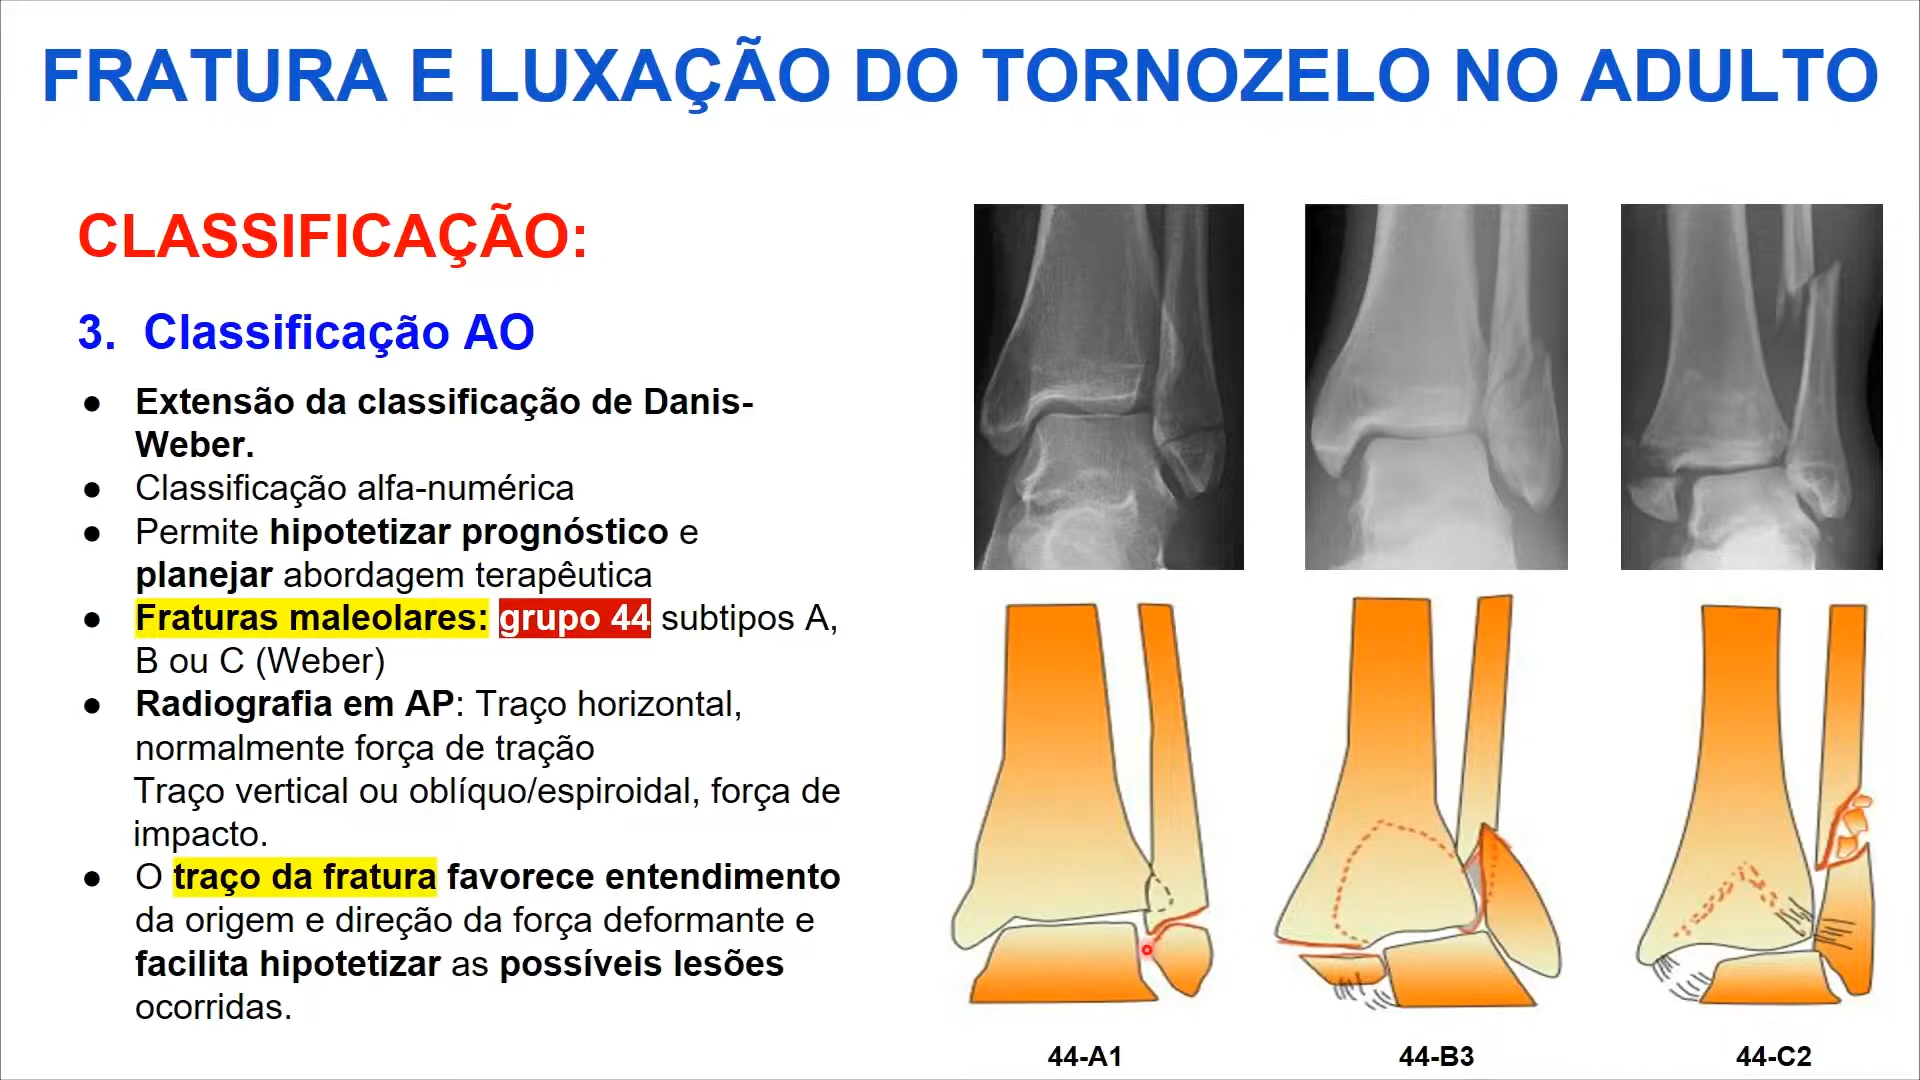 FRATURA E LUXAÇÃO DO TORNOZELO NO ADULTO
CLASSIFICAÇÃO:
3. Classificação AO
● Extensão da classificação de Danis-
Weber.
● Classificação alfa-numérica
● Permite hipotetizar prognóstico e
planejar abordagem terapêutica
● Fraturas maleolares: grupo 44 subtipos A,
B ou C (Weber)
● Radiografia em AP: Traço horizontal,
normalmente força de tração
Traço vertical ou oblíquo/espiroidal, força de
impacto.
● O traço da fratura favorece entendimento
da origem e direção da força deformante e
facilita hipotetizar as possíveis lesões
ocorridas.
44-A1
44-B3
44-C2